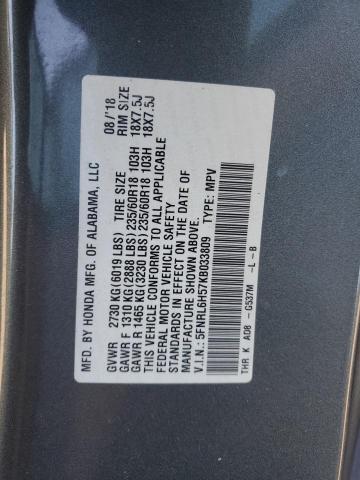 MFD. BY HONDA MFG. OF ALABAMA, LLC 08/'18
GVWR 2730 KG(6019 LBS) TIRE SIZE RIM SIZE
GAWR F 1310 KG(2888 LBS) 235/60R18 103H 18X7.5J
GAWR R 1465 KG(3230 LBS) 235/60R18 103H 18X7.5J
THIS VEHICLE CONFORMS TO ALL APPLICABLE
FEDERAL MOTOR VEHICLE SAFETY
STANDARDS IN EFFECT ON THE DATE OF
MANUFACTURE SHOWN ABOVE.
V.I.N.: 5FNRL6H57KB033809 TYPE: MPV
THR K A08 -G537M -L -B